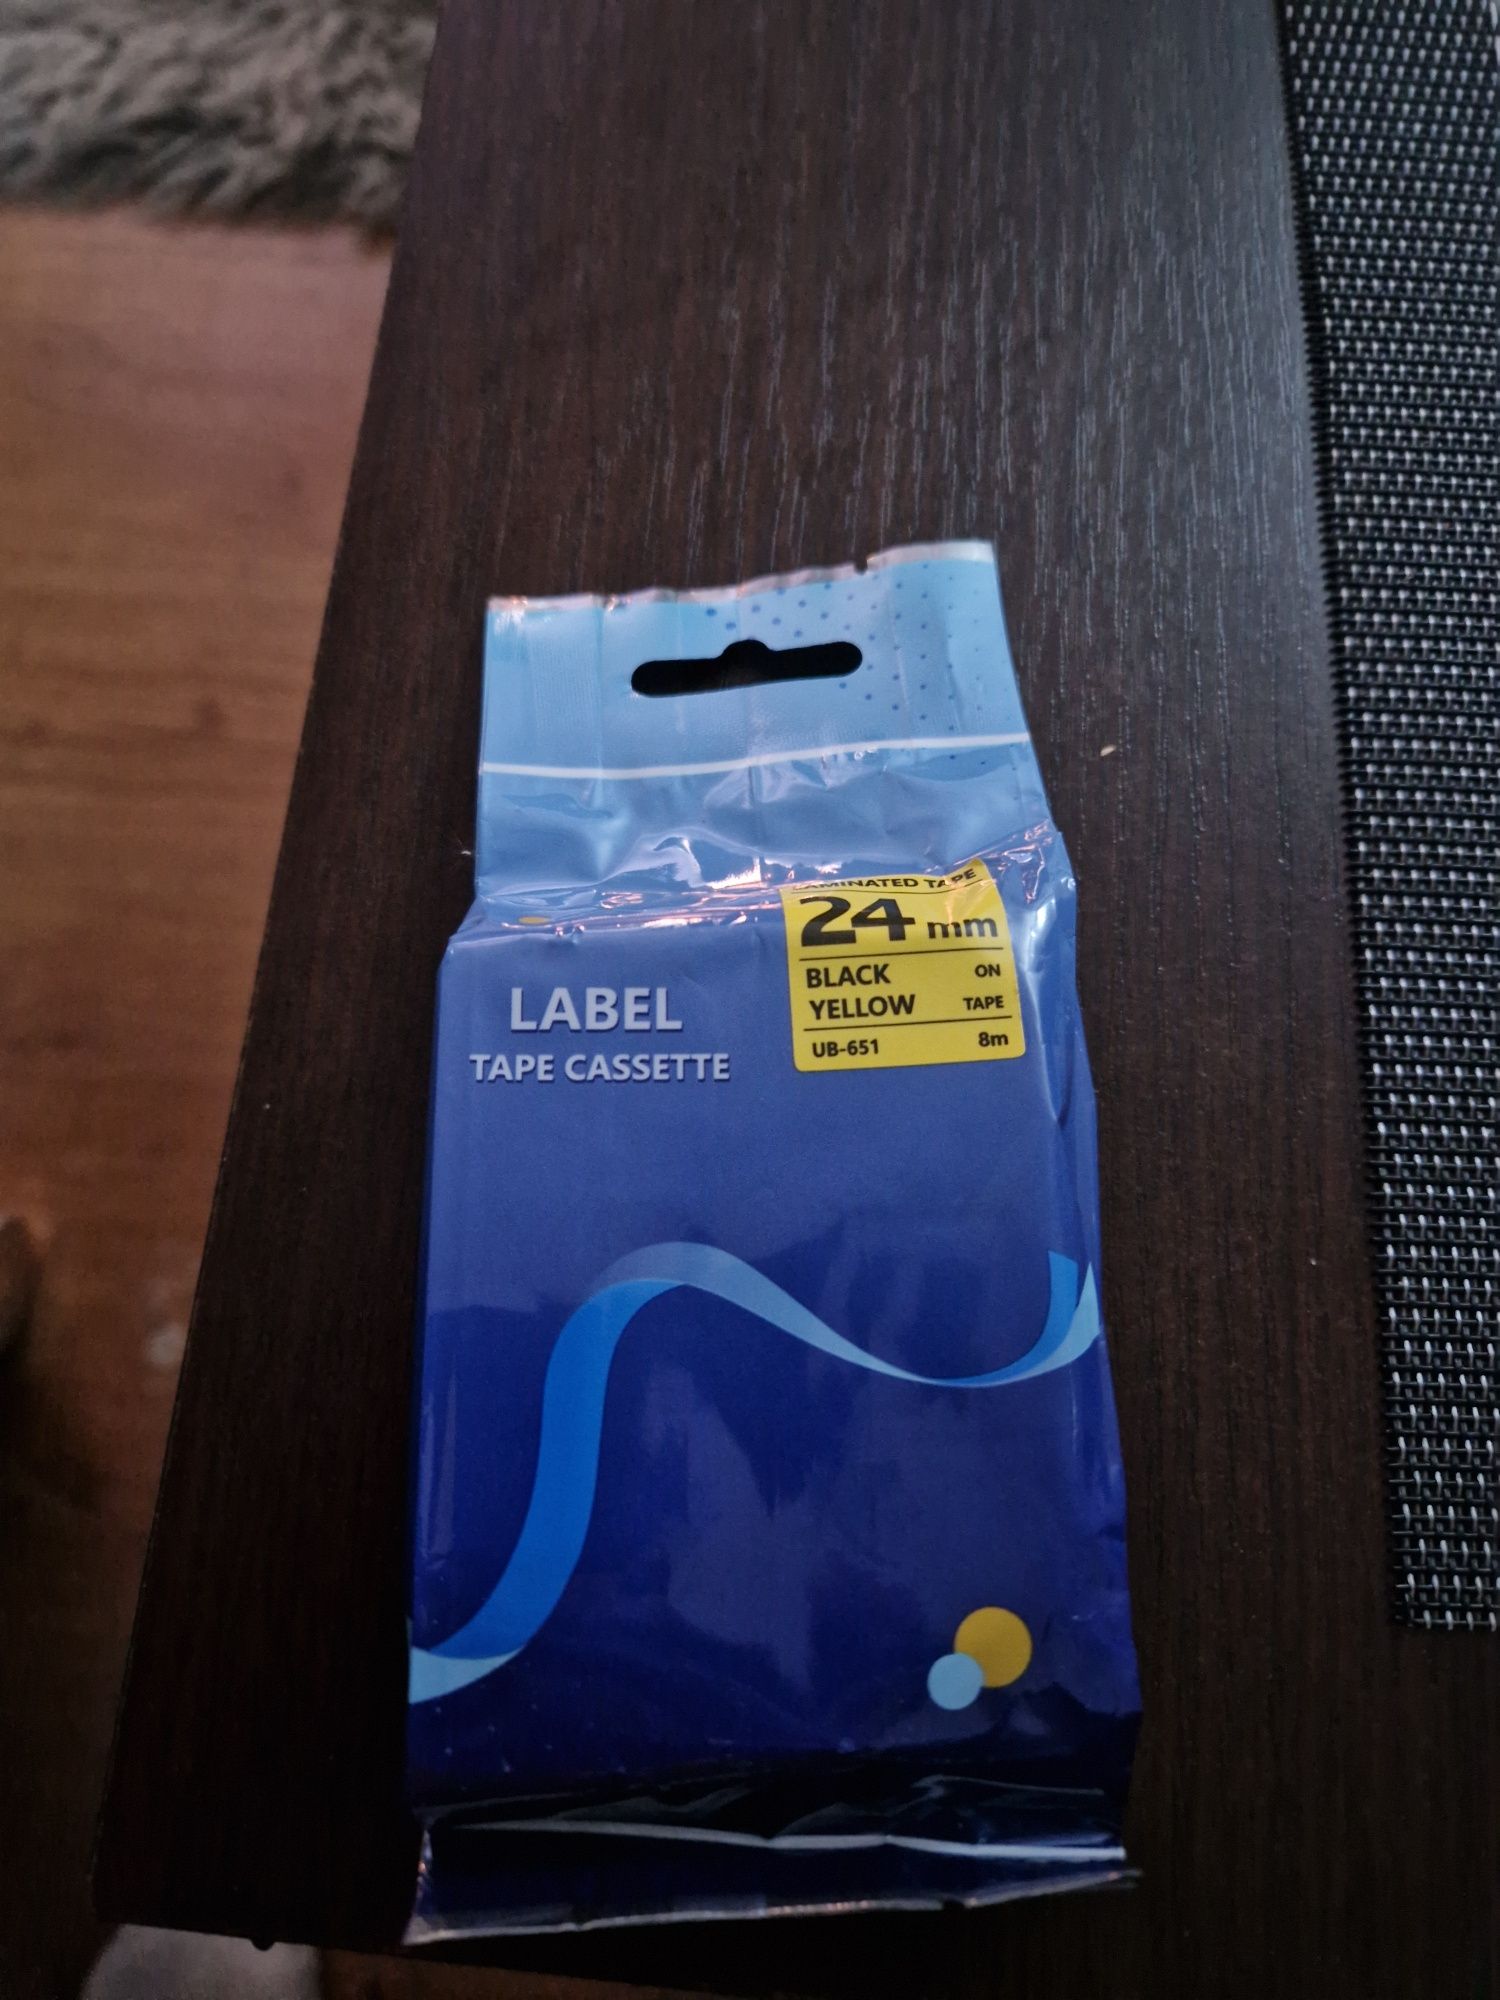 LAMINATED TAPE
24 mm
BLACK ON
YELLOW TAPE
UB-651 8m
LABEL
TAPE CASSETTE